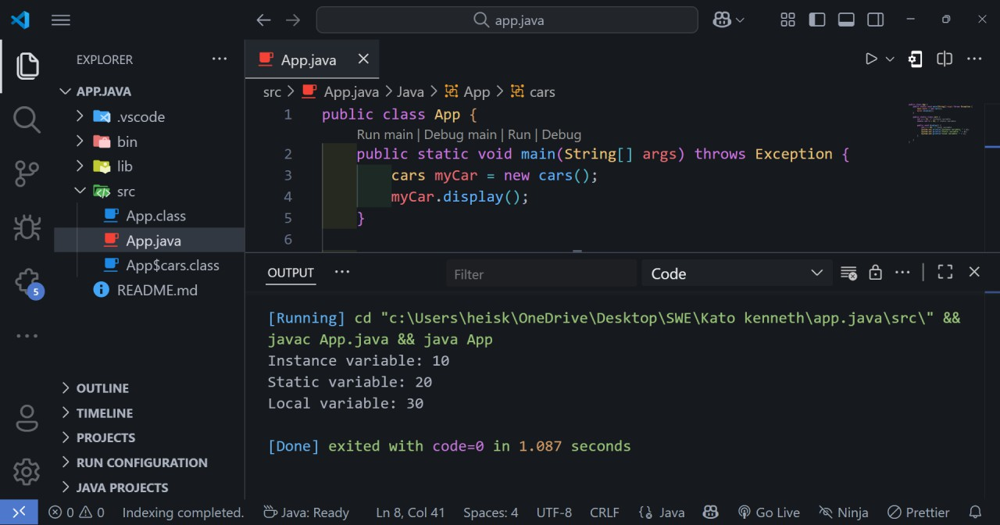 app.java
EXPLORER
App.java
APP.JAVA
src > App.java > Java > App > cars
.vscode
bin
lib
src
App.class
App.java
App$cars.class
README.md
OUTLINE
TIMELINE
PROJECTS
RUN CONFIGURATION
JAVA PROJECTS
5
1 public class App {
Run main | Debug main | Run | Debug
2 public static void main(String[] args) throws Exception {
3 cars myCar = new cars();
4 myCar.display();
5 }
6
OUTPUT
Filter
Code
[Running] cd "c:\Users\heisk\OneDrive\Desktop\SWE\Kato kenneth\app.java\src\" &&
javac App.java && java App
Instance variable: 10
Static variable: 20
Local variable: 30
[Done] exited with code=0 in 1.087 seconds
0 0 Indexing completed. Java: Ready Ln 8, Col 41 Spaces: 4 UTF-8 CRLF {} Java Go Live Ninja Prettier